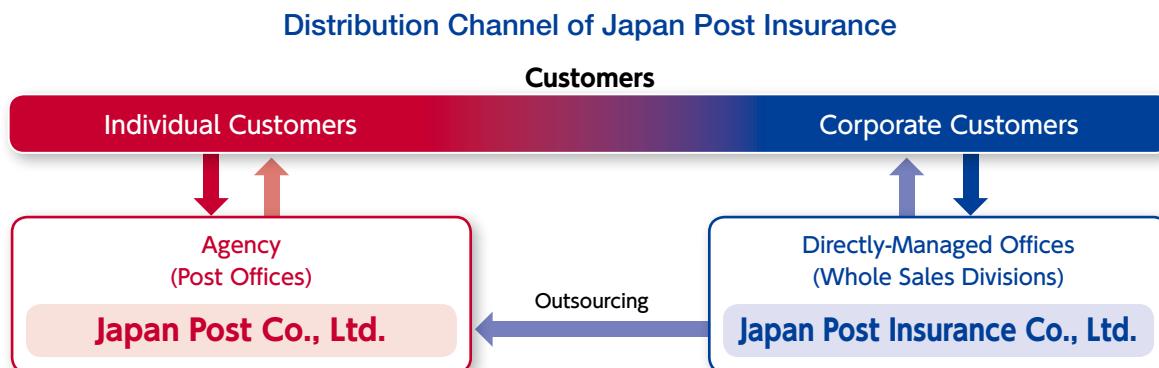 Distribution Channel of Japan Post Insurance
Customers
Individual Customers
Corporate Customers
Agency
(Post Offices)
Japan Post Co., Ltd.
Outsourcing
Directly-Managed Offices
(Whole Sales Divisions)
Japan Post Insurance Co., Ltd.